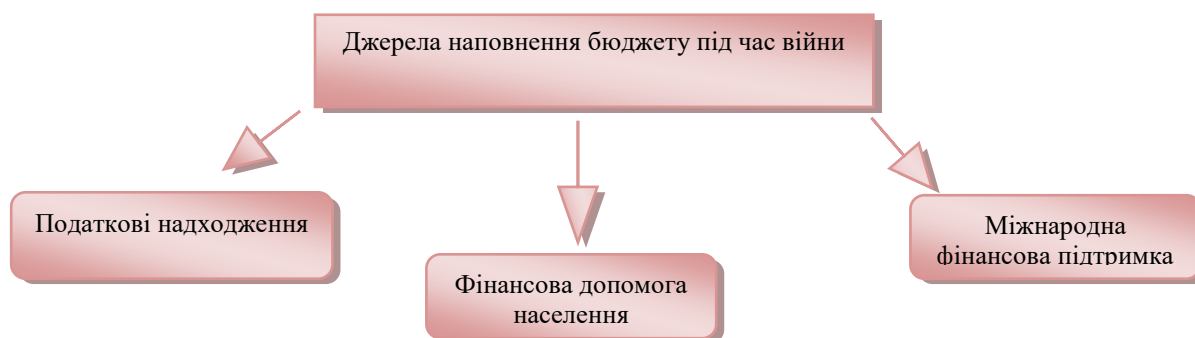 Джерела наповнення бюджету під час війни
Податкові надходження
Фінансова допомога
населення
Міжнародна
фінансова підтримка